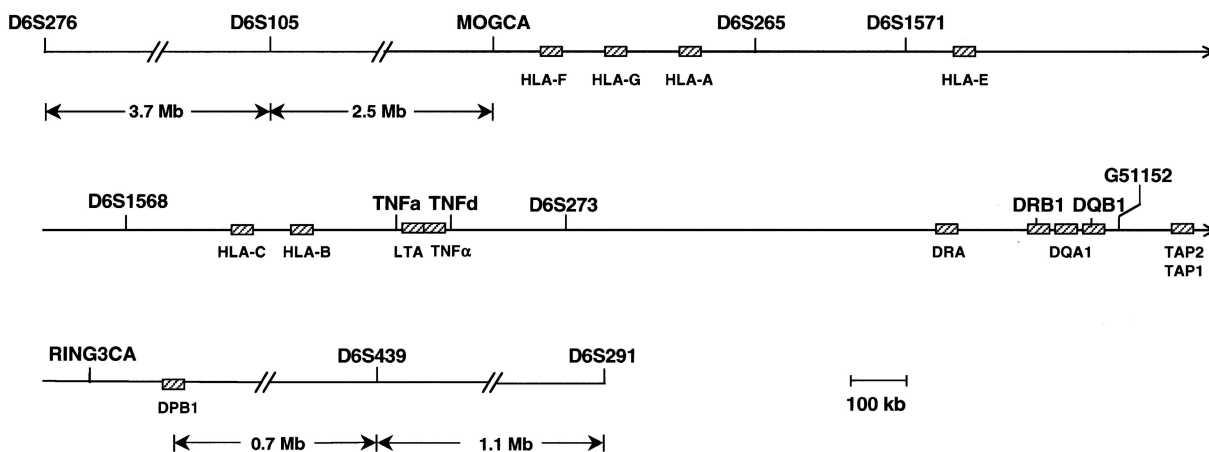 D6S276 D6S105 MOGCA D6S265 D6S1571
HLA-F HLA-G HLA-A HLA-E
3.7 Mb 2.5 Mb
G51152
D6S1568 TNFa TNFd D6S273 DRB1 DQB1
HLA-C HLA-B LTA TNFα DRA DQA1 TAP2
TAP1
RING3CA D6S439 D6S291
DPB1 100 kb
0.7 Mb 1.1 Mb